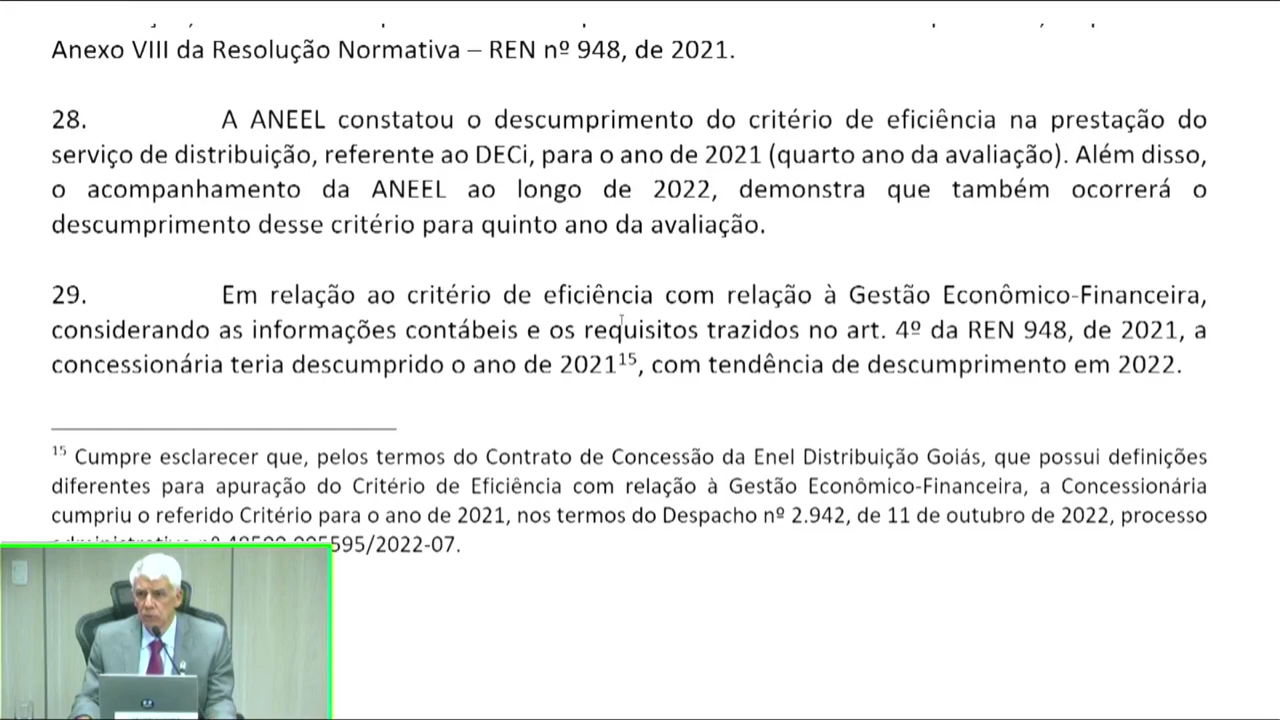 Anexo VIII da Resolução Normativa – REN nº 948, de 2021.
28. A ANEEL constatou o descumprimento do critério de eficiência na prestação do
serviço de distribuição, referente ao DECi, para o ano de 2021 (quarto ano da avaliação). Além disso,
o acompanhamento da ANEEL ao longo de 2022, demonstra que também ocorrerá o
descumprimento desse critério para quinto ano da avaliação.
29. Em relação ao critério de eficiência com relação à Gestão Econômico-Financeira,
considerando as informações contábeis e os requisitos trazidos no art. 4º da REN 948, de 2021, a
concessionária teria descumprido o ano de 2021¹⁵, com tendência de descumprimento em 2022.
¹⁵ Cumpre esclarecer que, pelos termos do Contrato de Concessão da Enel Distribuição Goiás, que possui definições
diferentes para apuração do Critério de Eficiência com relação à Gestão Econômico-Financeira, a Concessionária
cumpriu o referido Critério para o ano de 2021, nos termos do Despacho nº 2.942, de 11 de outubro de 2022, processo
595/2022-07.